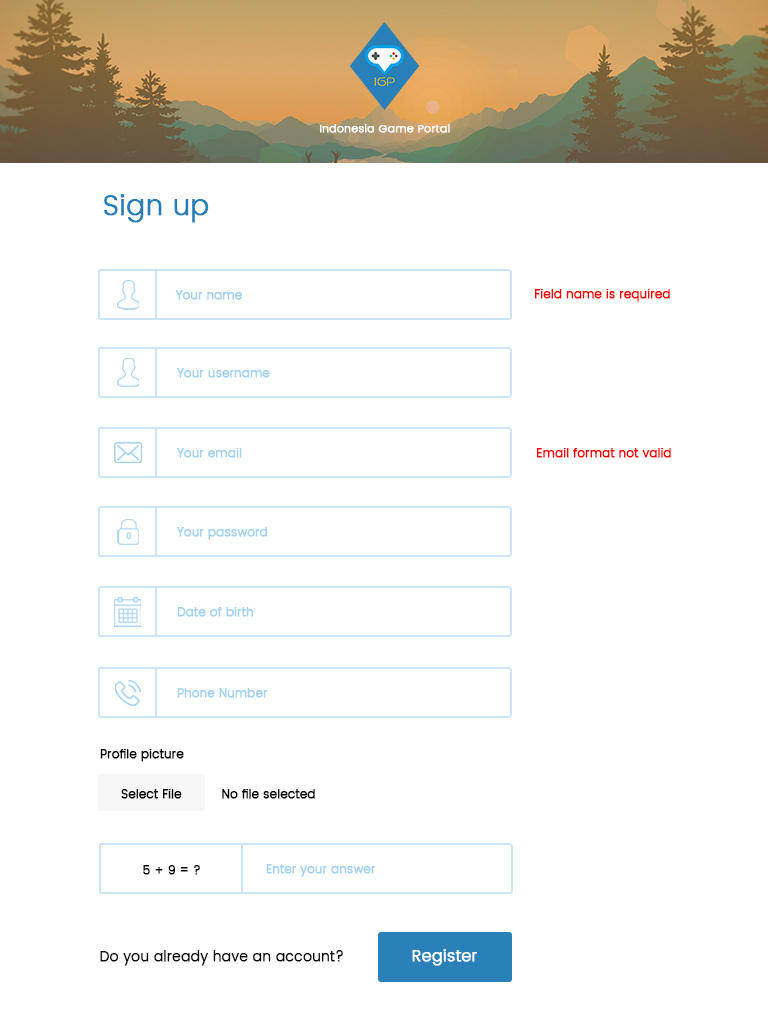 IGP
Indonesia Game Portal
Sign up
Your name
Field name is required
Your username
Your email
Email format not valid
Your password
Date of birth
Phone Number
Profile picture
Select File
No file selected
5 + 9 = ?
Enter your answer
Do you already have an account?
Register